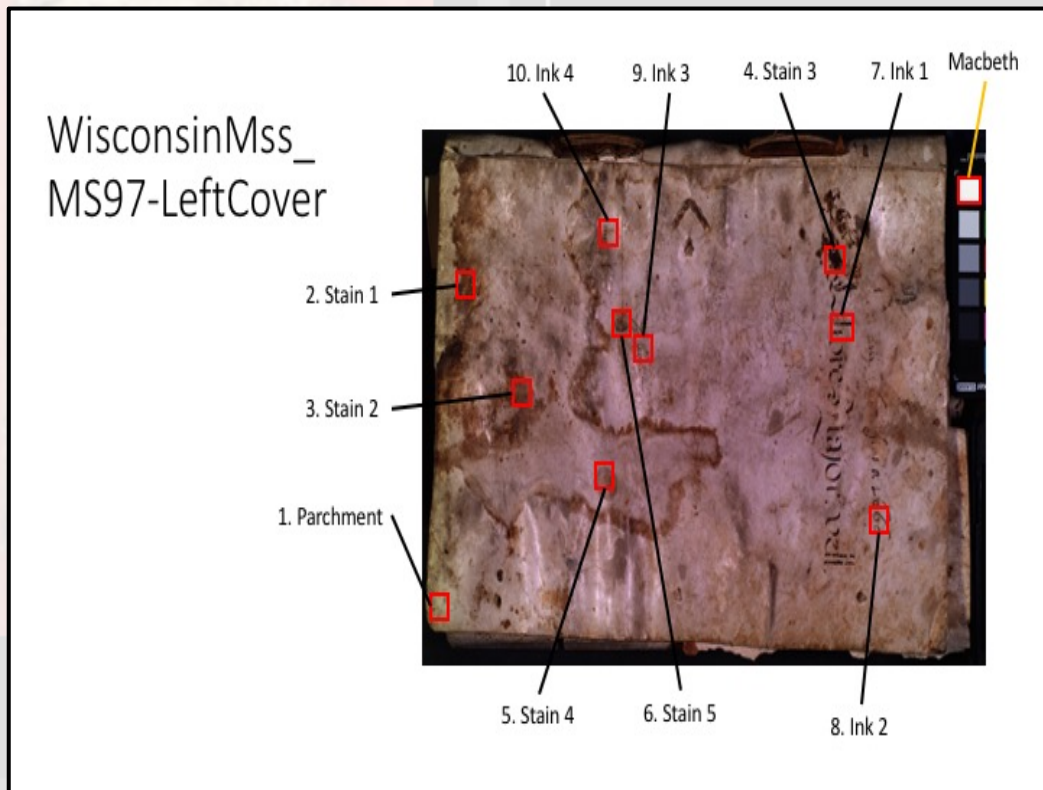 WisconsinMss_
MS97-LeftCover
10. Ink 4
9. Ink 3
4. Stain 3
7. Ink 1
Macbeth
2. Stain 1
3. Stain 2
1. Parchment
5. Stain 4
6. Stain 5
8. Ink 2